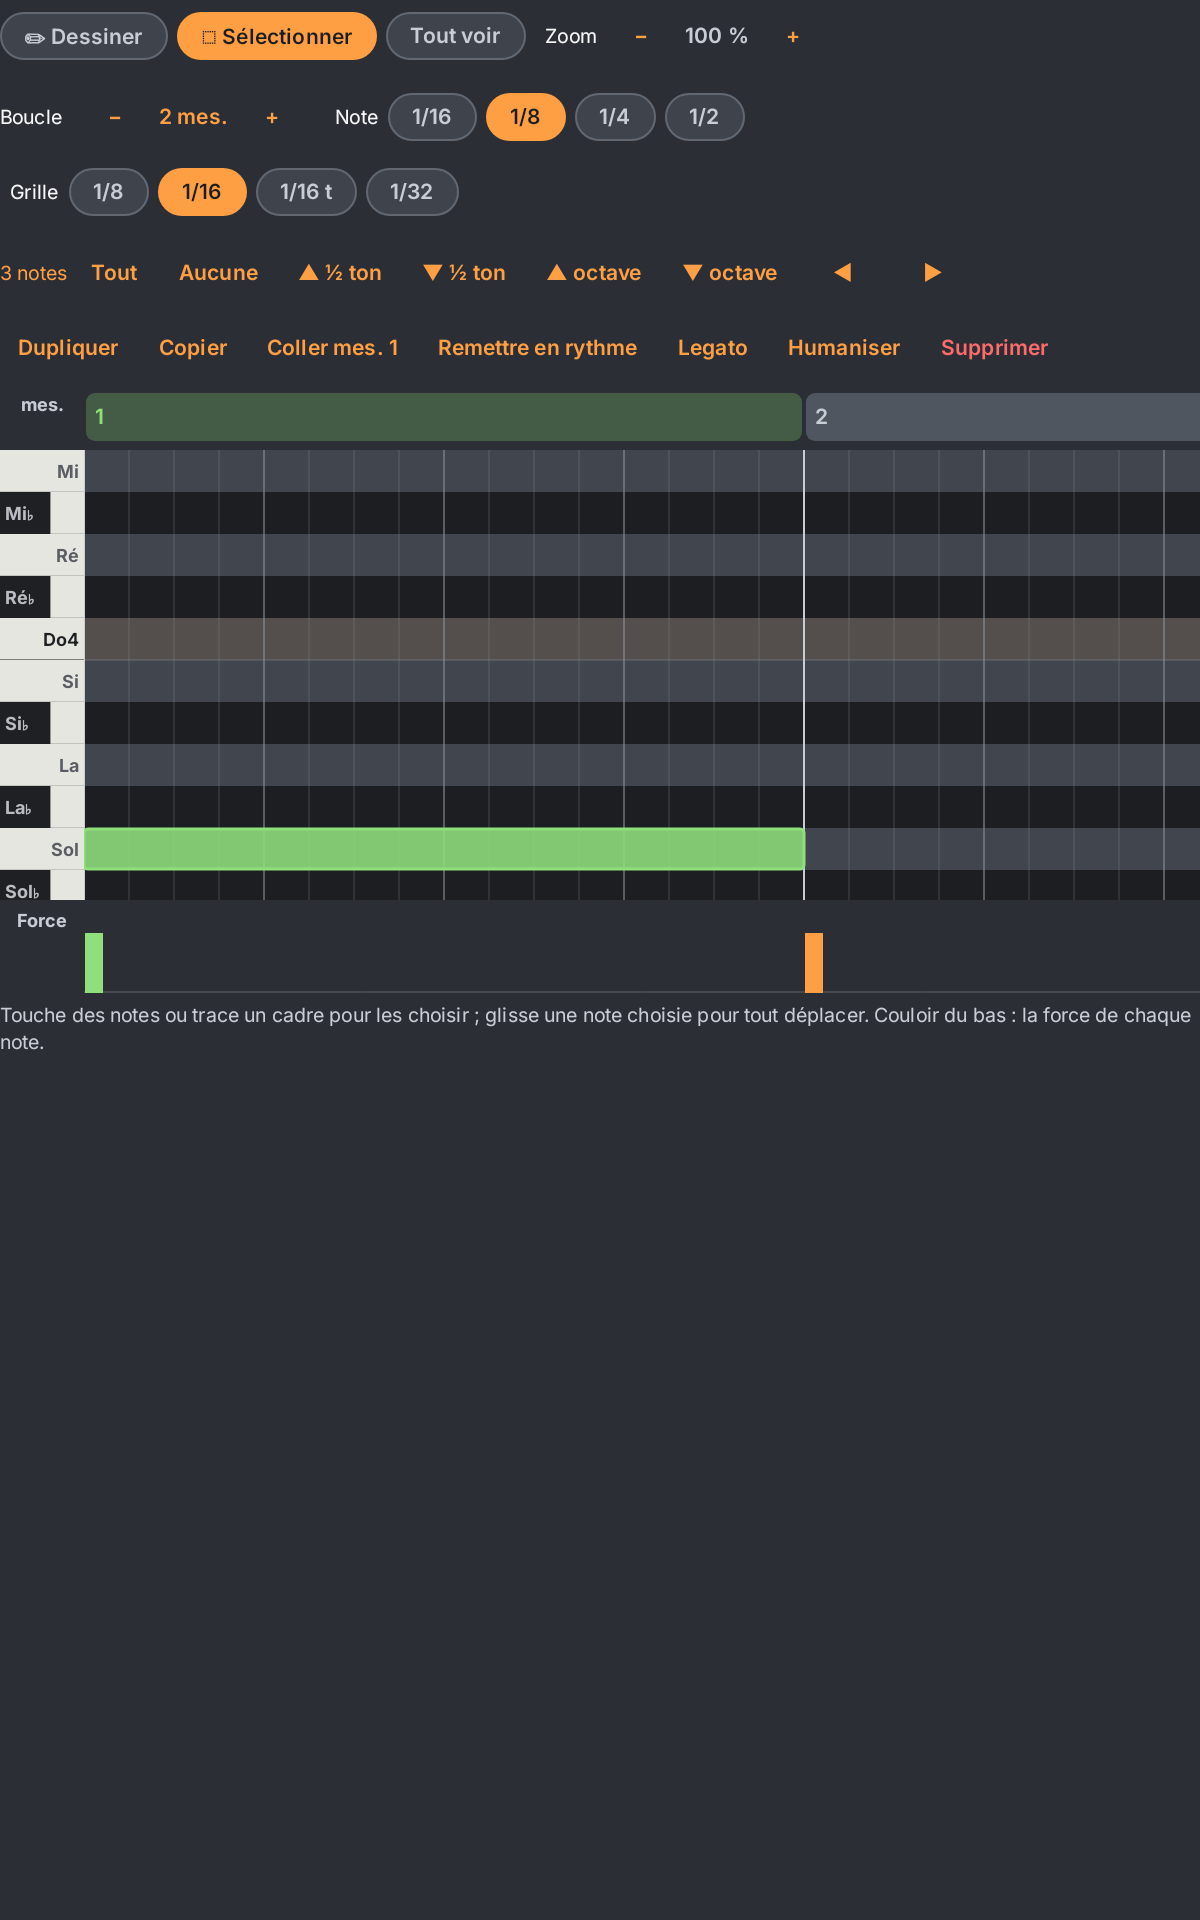 ✏ Dessiner ⬚ Sélectionner Tout voir Zoom – 100 % +
Boucle – 2 mes. + Note 1/16 1/8 1/4 1/2
Grille 1/8 1/16 1/16 t 1/32
3 notes Tout Aucune ▲ ½ ton ▼ ½ ton ▲ octave ▼ octave ◀ ▶
Dupliquer Copier Coller mes. 1 Remettre en rythme Legato Humaniser Supprimer
mes. 1 2
Mi
Mi♭
Ré
Ré♭
Do4
Si
Si♭
La
La♭
Sol
Sol♭
Force
Touche des notes ou trace un cadre pour les choisir ; glisse une note choisie pour tout déplacer. Couloir du bas : la force de chaque
note.